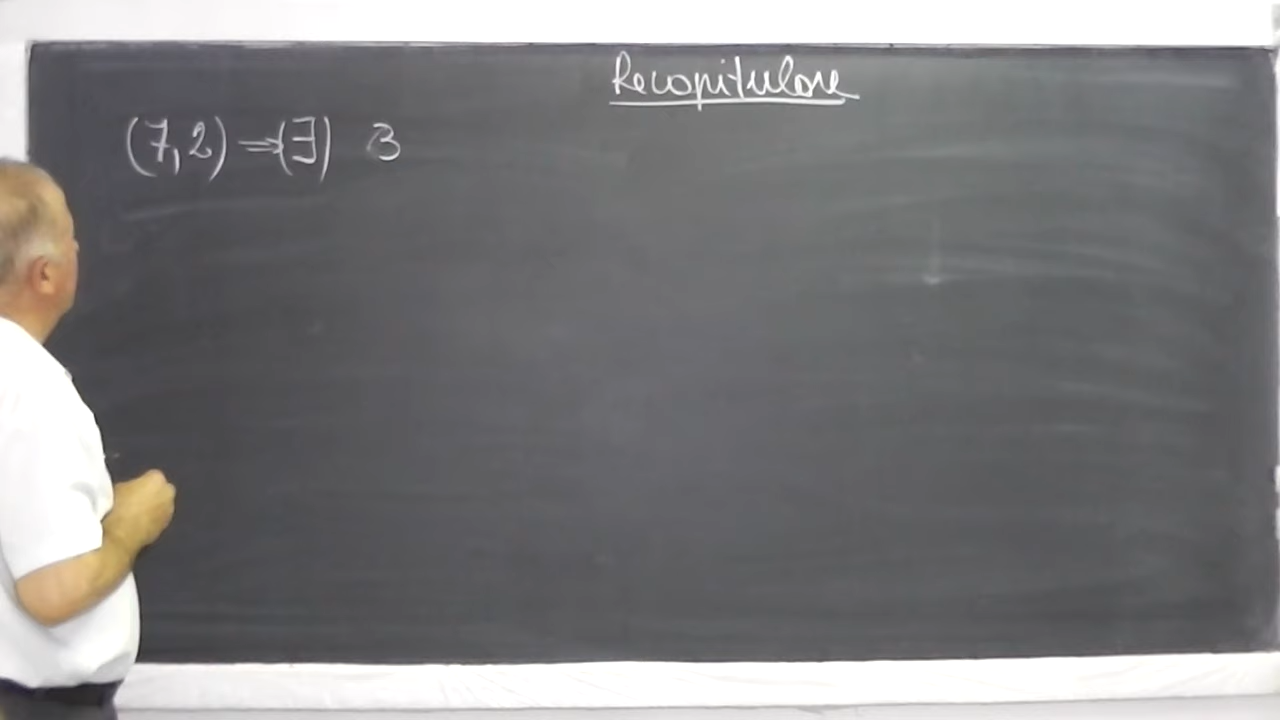 Recapitulare
(7,2) ⇒ (∃) 3